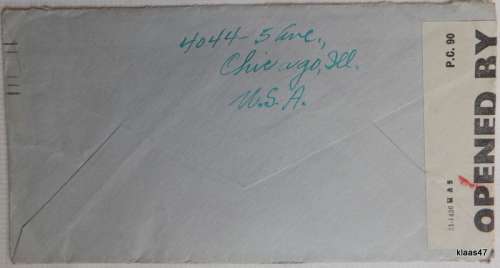 4044-5 Ave.,
Chicago, Ill.
U.S.A.
P.C. 90
OPENED BY
klaas47